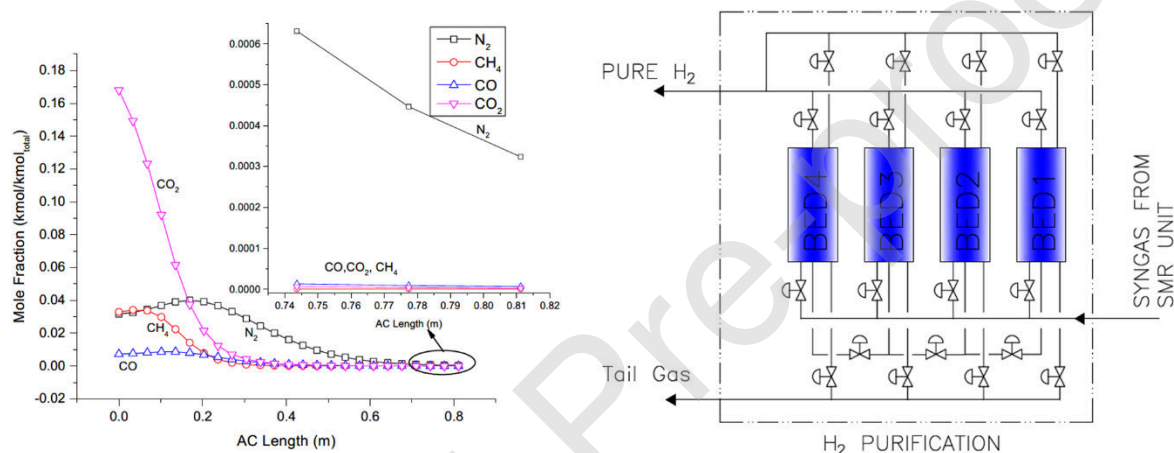 0.0006
0.0005
0.0004
0.0003
0.0002
0.0001
0.0000
0.74 0.75 0.76 0.77 0.78 0.79 0.80 0.81 0.82
AC Length (m)
N₂
CH₄
CO
CO₂
N₂
CO,CO₂, CH₄
0.18
0.16
0.14
0.12
0.10
0.08
0.06
0.04
0.02
0.00
-0.02
Mole Fraction (kmol/kmol_total)
CO₂
N₂
CH₄
CO
0.0 0.2 0.4 0.6 0.8
AC Length (m)
PURE H₂
BED4 BED3 BED2 BED1
SYNGAS FROM
SMR UNIT
Tail Gas
H₂ PURIFICATION
Pre-proo